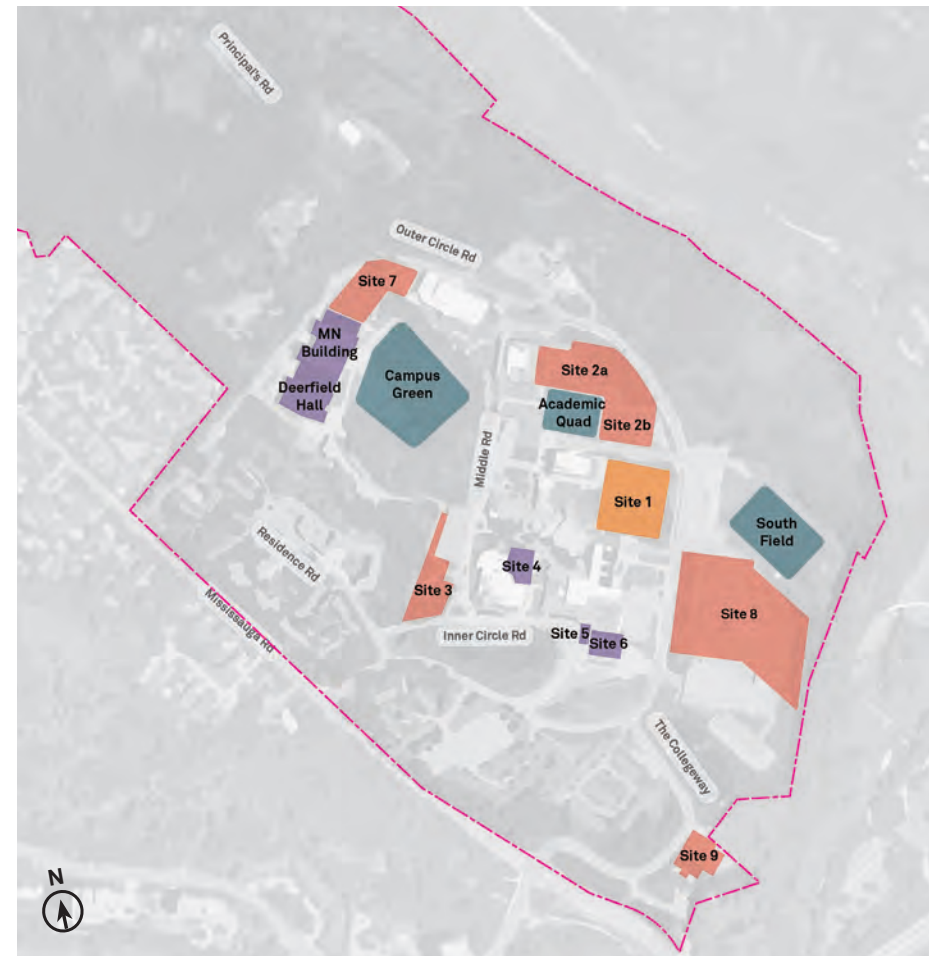 Principal's Rd
Outer Circle Rd
Site 7
MN
Building
Deerfield
Hall
Campus
Green
Site 2a
Academic
Quad
Site 2b
Middle Rd
Site 1
South
Field
Residence Rd
Site 4
Site 3
Mississauga Rd
Inner Circle Rd
Site 5
Site 6
Site 8
The Collegeway
Site 9
N